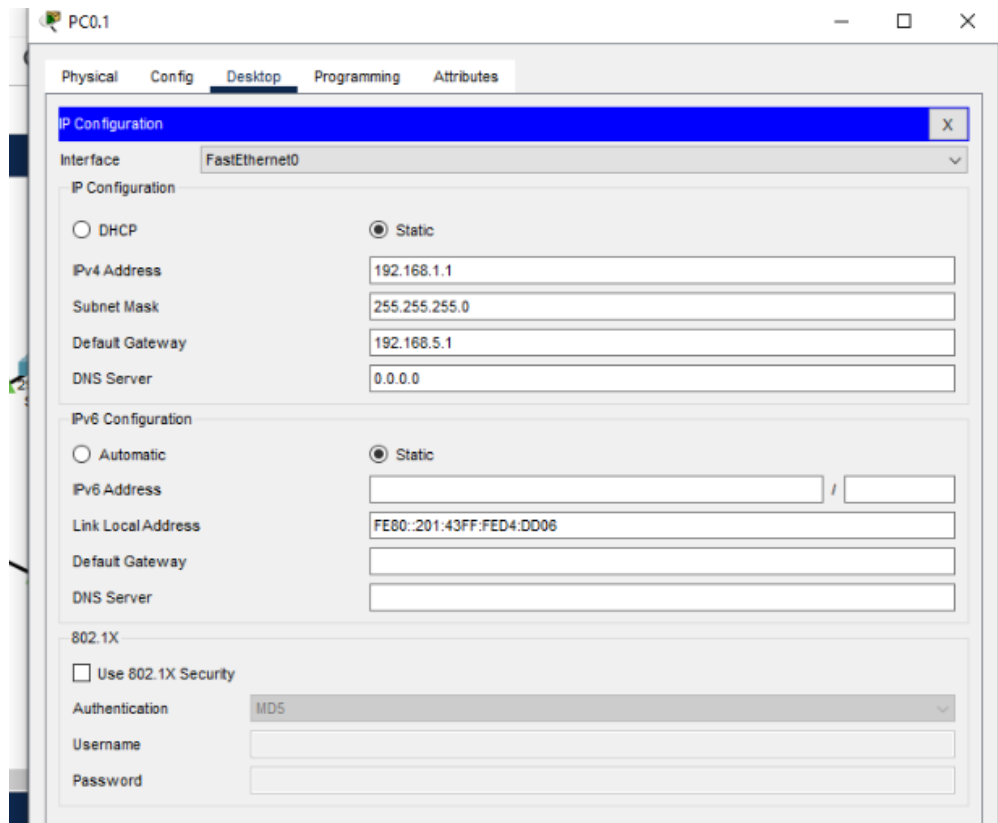 PC0.1
Physical Config Desktop Programming Attributes
IP Configuration X
Interface FastEthernet0
IP Configuration
DHCP Static
IPv4 Address 192.168.1.1
Subnet Mask 255.255.255.0
Default Gateway 192.168.5.1
DNS Server 0.0.0.0
IPv6 Configuration
Automatic Static
IPv6 Address /
Link Local Address FE80::201:43FF:FED4:DD06
Default Gateway
DNS Server
802.1X
Use 802.1X Security
Authentication MD5
Username
Password